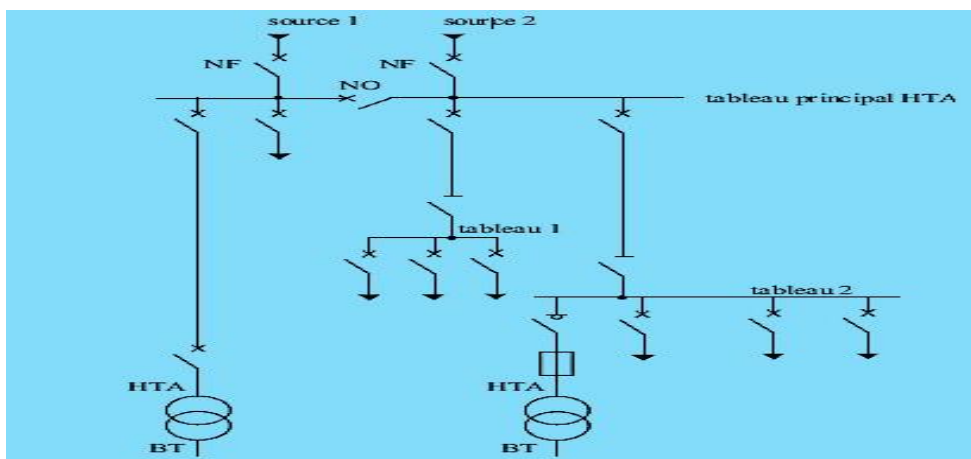 source 1
source 2
NF
NF
NO
tableau principal HTA
tableau 1
tableau 2
HTA
HTA
BT
BT